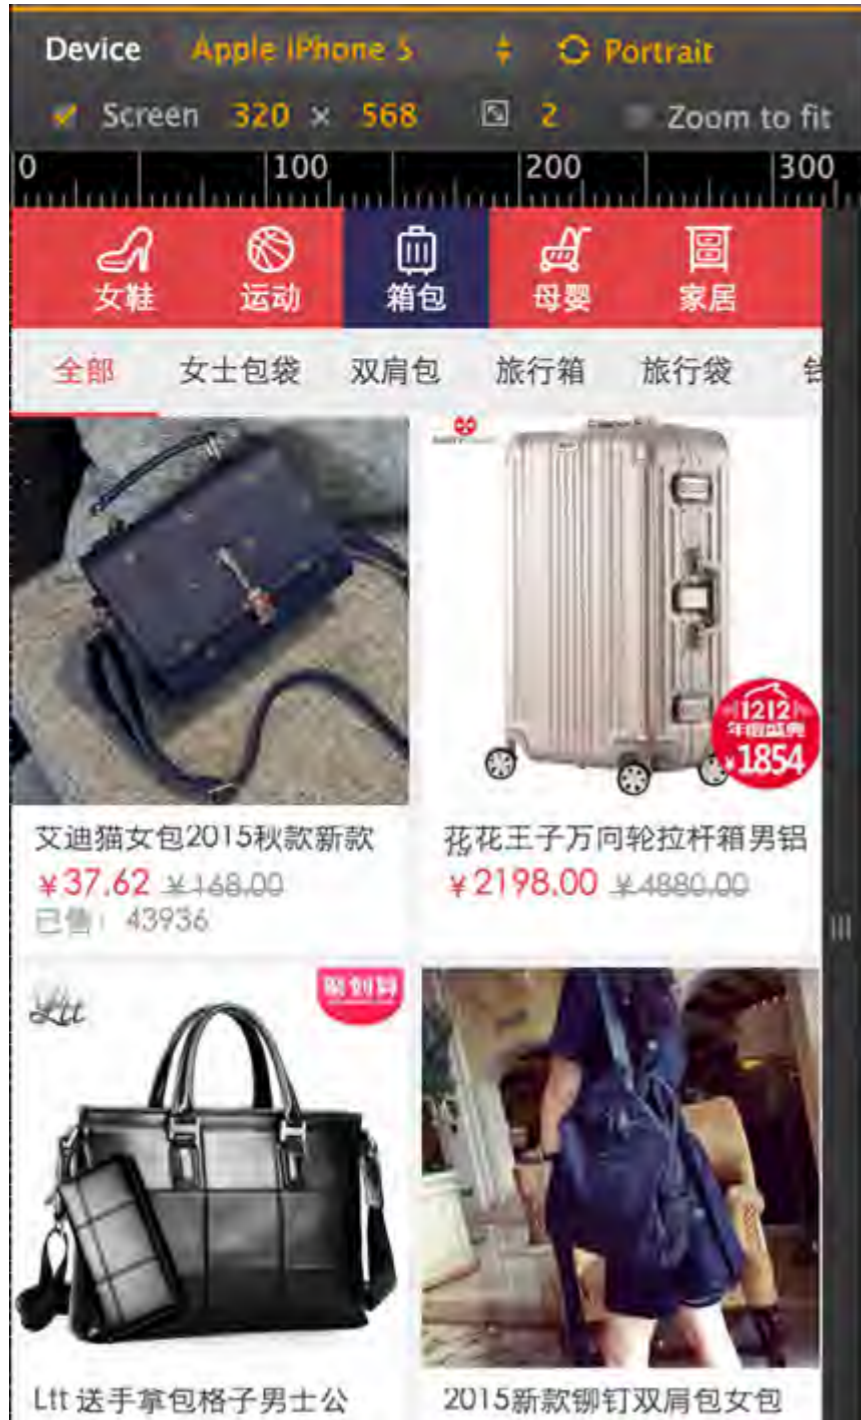 Device Apple iPhone 5 Portrait
Screen 320 × 568 2 Zoom to fit
0 100 200 300
女鞋 运动 箱包 母婴 家居
全部 女士包袋 双肩包 旅行箱 旅行袋
1212
年度盛典
¥1854
艾迪猫女包2015秋款新款 花花王子万向轮拉杆箱男铝
¥37.62 ¥168.00 ¥2198.00 ¥4880.00
已售: 43936
Ltt 聚划算
Ltt 送手拿包格子男士公 2015新款铆钉双肩包女包